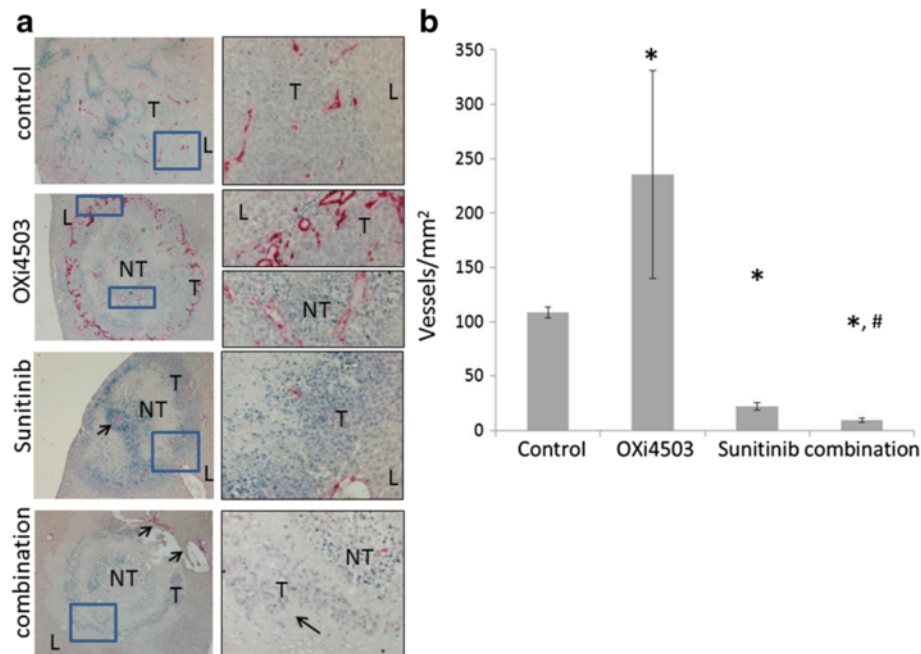 a
control
T
L
T
L
OXi4503
L
NT
T
L
T
NT
Sunitinib
T
NT
L
T
L
combination
NT
T
L
NT
T
b
Vessels/mm²
350
300
250
200
150
100
50
0
*
*
*, #
Control OXi4503 Sunitinib combination